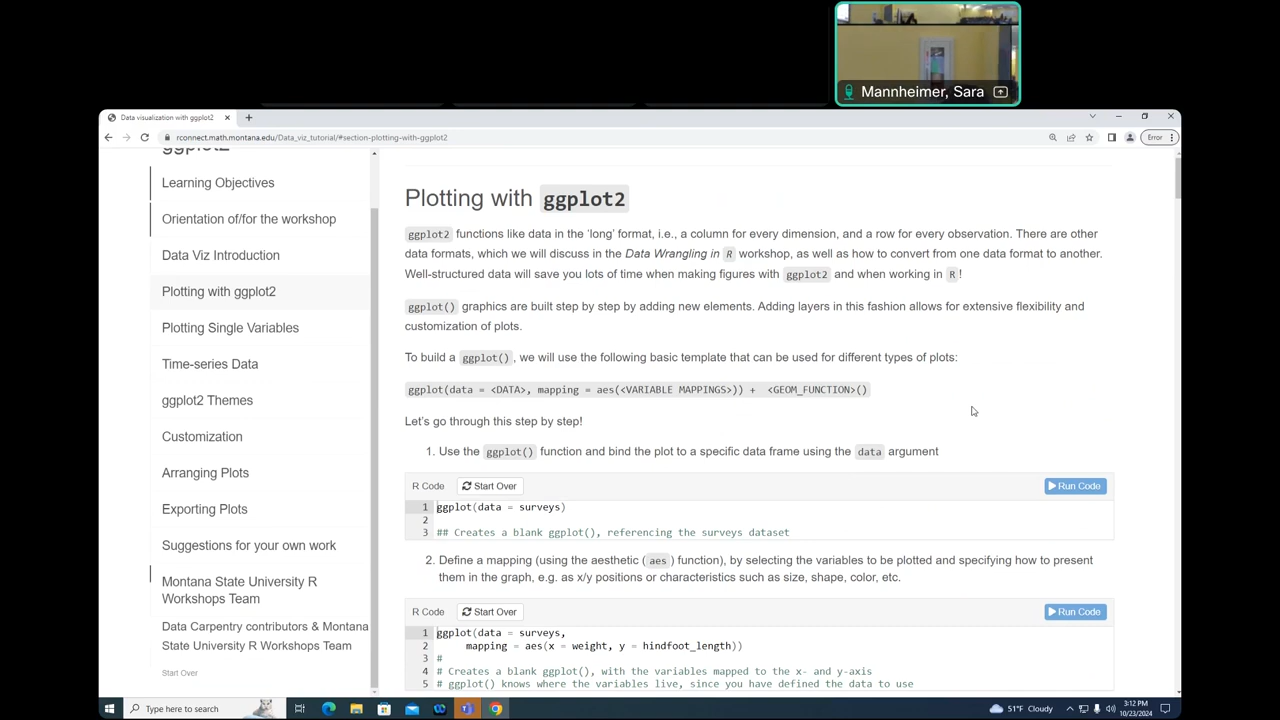 Mannheimer, Sara
Data visualization with ggplot2
rconnect.math.montana.edu/Data_viz_tutorial/#section-plotting-with-ggplot2
Error
ggplot2
Learning Objectives
Orientation of/for the workshop
Data Viz Introduction
Plotting with ggplot2
Plotting Single Variables
Time-series Data
ggplot2 Themes
Customization
Arranging Plots
Exporting Plots
Suggestions for your own work
Montana State University R
Workshops Team
Data Carpentry contributors & Montana
State University R Workshops Team
Start Over
Plotting with ggplot2
ggplot2 functions like data in the ‘long’ format, i.e., a column for every dimension, and a row for every observation. There are other
data formats, which we will discuss in the Data Wrangling in R workshop, as well as how to convert from one data format to another.
Well-structured data will save you lots of time when making figures with ggplot2 and when working in R!
ggplot() graphics are built step by step by adding new elements. Adding layers in this fashion allows for extensive flexibility and
customization of plots.
To build a ggplot(), we will use the following basic template that can be used for different types of plots:
ggplot(data = <DATA>, mapping = aes(<VARIABLE MAPPINGS>)) + <GEOM_FUNCTION>()
Let’s go through this step by step!
1. Use the ggplot() function and bind the plot to a specific data frame using the data argument
R Code Start Over Run Code
1 ggplot(data = surveys)
2
3 ## Creates a blank ggplot(), referencing the surveys dataset
2. Define a mapping (using the aesthetic (aes) function), by selecting the variables to be plotted and specifying how to present
them in the graph, e.g. as x/y positions or characteristics such as size, shape, color, etc.
R Code Start Over Run Code
1 ggplot(data = surveys,
2 mapping = aes(x = weight, y = hindfoot_length))
3 #
4 # Creates a blank ggplot(), with the variables mapped to the x- and y-axis
5 # ggplot() knows where the variables live, since you have defined the data to use
Type here to search
51°F Cloudy
3:12 PM
10/23/2024